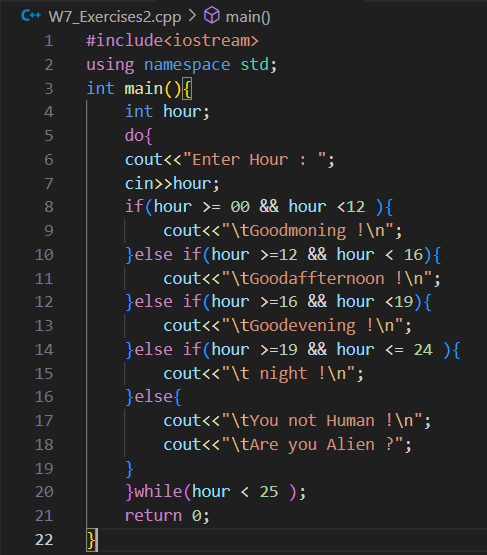 C++ W7_Exercises2.cpp > main()
1 #include<iostream>
2 using namespace std;
3 int main(){
4     int hour;
5     do{
6     cout<<"Enter Hour : ";
7     cin>>hour;
8     if(hour >= 00 && hour <12 ){
9         cout<<"\tGoodmoning !\n";
10     }else if(hour >=12 && hour < 16){
11         cout<<"\tGoodaffternoon !\n";
12     }else if(hour >=16 && hour <19){
13         cout<<"\tGoodevening !\n";
14     }else if(hour >=19 && hour <= 24 ){
15         cout<<"\t night !\n";
16     }else{
17         cout<<"\tYou not Human !\n";
18         cout<<"\tAre you Alien ?";
19     }
20     }while(hour < 25 );
21     return 0;
22 }